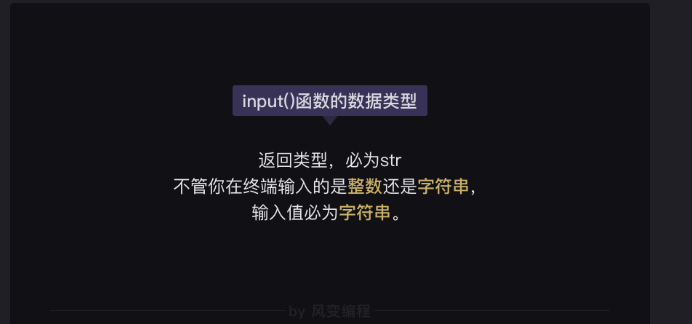 input()函数的数据类型
返回类型，必为str
不管你在终端输入的是整数还是字符串，
输入值必为字符串。
by 风变编程